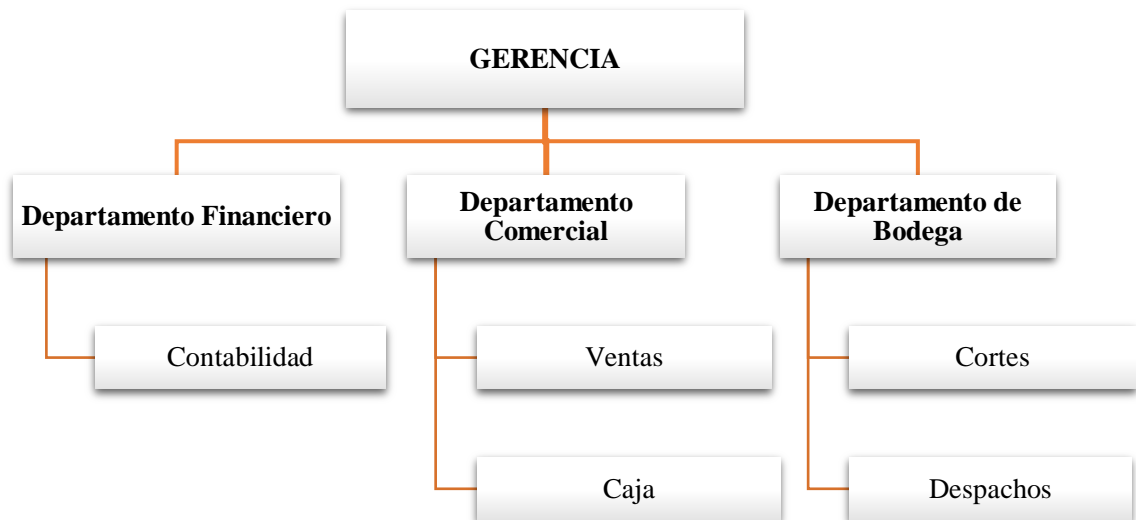 GERENCIA
Departamento Financiero
Departamento
Comercial
Departamento de
Bodega
Contabilidad
Ventas
Cortes
Caja
Despachos